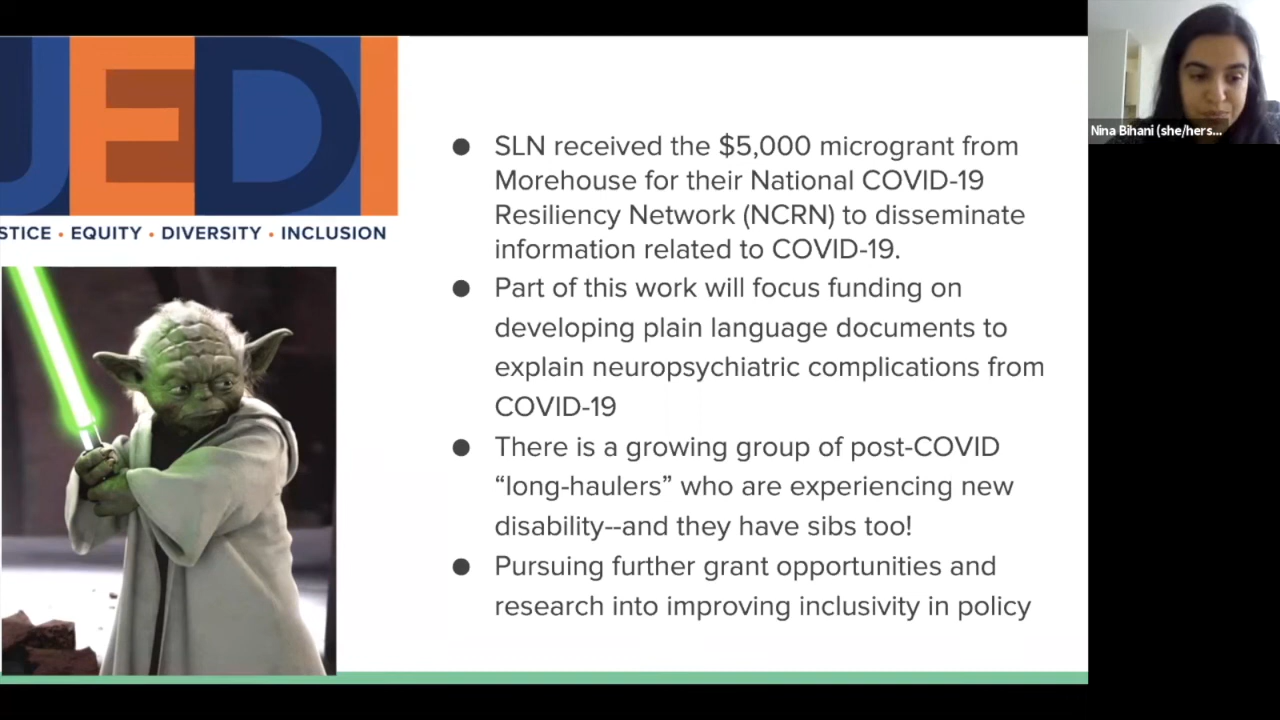 JEDI
STICE • EQUITY • DIVERSITY • INCLUSION
● SLN received the $5,000 microgrant from
Morehouse for their National COVID-19
Resiliency Network (NCRN) to disseminate
information related to COVID-19.
● Part of this work will focus funding on
developing plain language documents to
explain neuropsychiatric complications from
COVID-19
● There is a growing group of post-COVID
“long-haulers” who are experiencing new
disability--and they have sibs too!
● Pursuing further grant opportunities and
research into improving inclusivity in policy
Nina Bihani (she/hers...